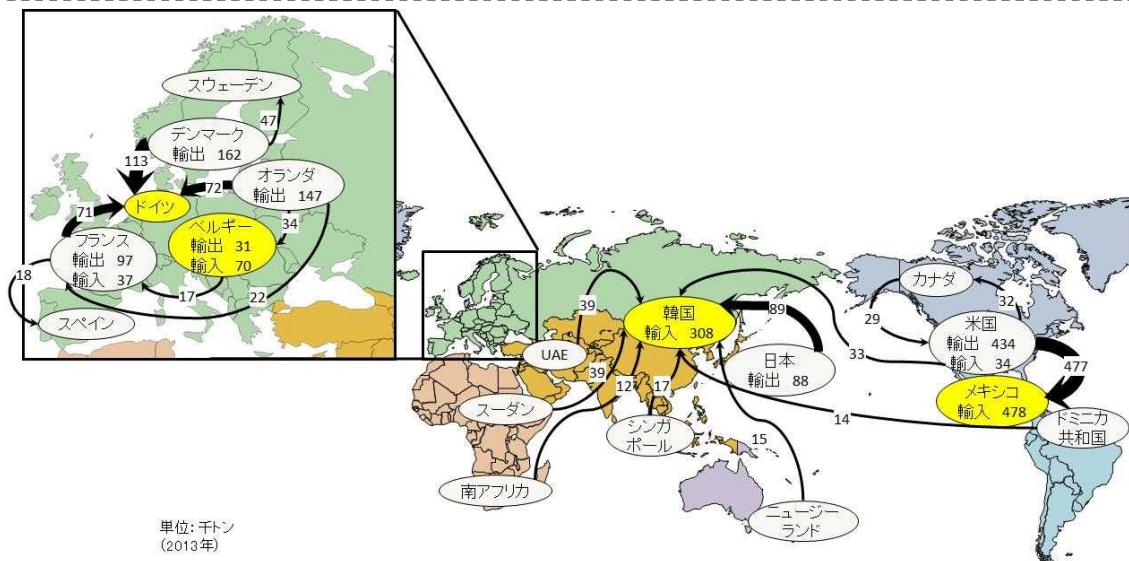 スウェーデン
47
デンマーク
輸出 162
113
72
オランダ
輸出 147
ドイツ
71
34
ベルギー
輸出 31
輸入 70
フランス
輸出 97
輸入 37
18
17
22
スペイン
39
韓国
輸入 308
89
日本
輸出 88
UAE
39
12
17
スーダン
シンガ
ポール
南アフリカ
15
ニュージー
ランド
カナダ
32
29
米国
輸出 434
輸入 34
33
477
メキシコ
輸入 478
14
ドミニカ
共和国
単位：千トン
(2013年)